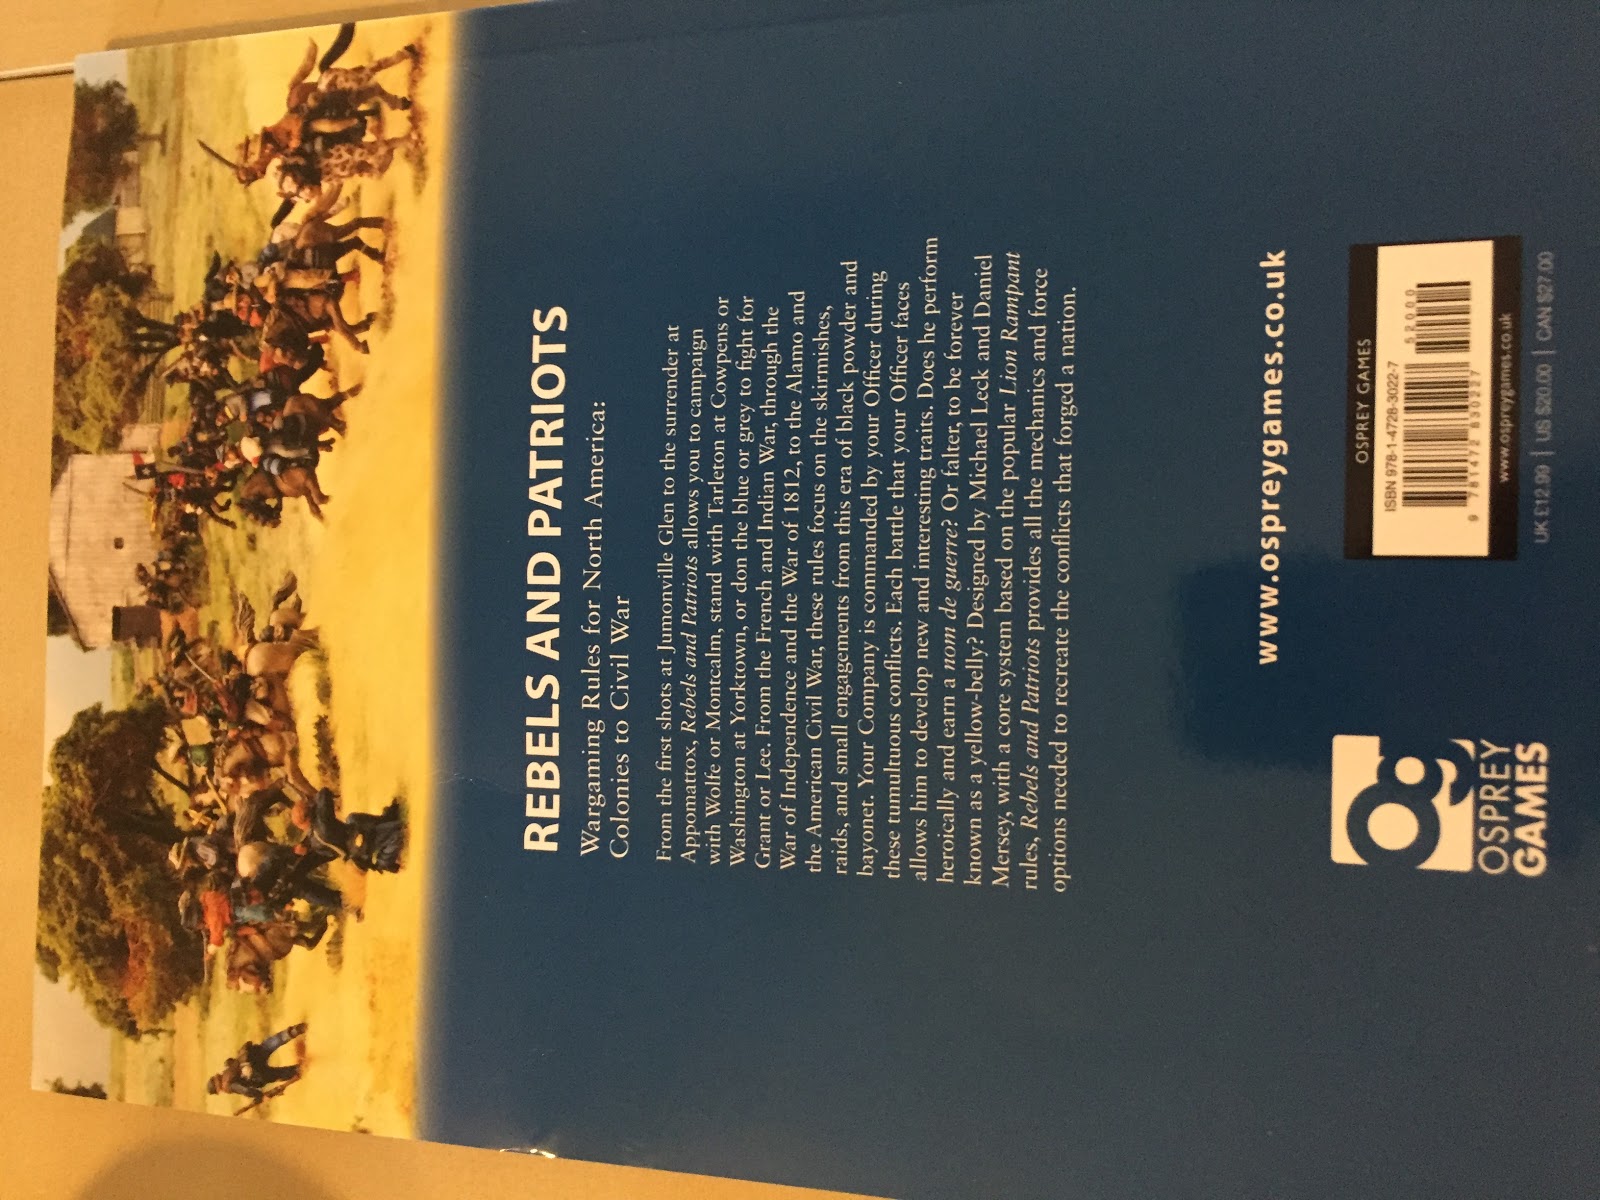 REBELS AND PATRIOTS
Wargaming Rules for North America:
Colonies to Civil War
From the first shots at Jumonville Glen to the surrender at
Appomattox, Rebels and Patriots allows you to campaign
with Wolfe or Montcalm, stand with Tarleton at Cowpens or
Washington at Yorktown, or don the blue or grey to fight for
Grant or Lee. From the French and Indian War, through the
War of Independence and the War of 1812, to the Alamo and
the American Civil War, these rules focus on the skirmishes,
raids, and small engagements from this era of black powder and
bayonet. Your Company is commanded by your Officer during
these tumultuous conflicts. Each battle that your Officer faces
allows him to develop new and interesting traits. Does he perform
heroically and earn a nom de guerre? Or falter, to be forever
known as a yellow-belly? Designed by Michael Leck and Daniel
Mersey, with a core system based on the popular Lion Rampant
rules, Rebels and Patriots provides all the mechanics and force
options needed to recreate the conflicts that forged a nation.
www.ospreygames.co.uk
og
OSPREY
GAMES
OSPREY GAMES
ISBN 978-1-4728-3022-7
52000
9 781472 830227
www.ospreygames.co.uk
UK £12.99 | US $20.00 | CAN $27.00